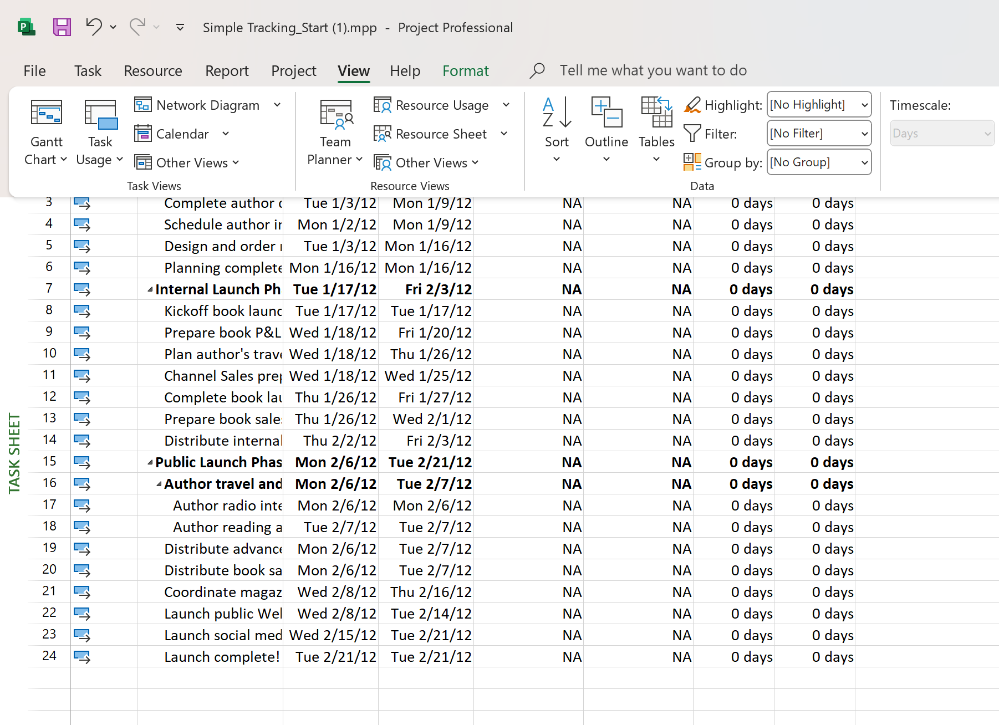 Simple Tracking_Start (1).mpp - Project Professional
File Task Resource Report Project View Help Format Tell me what you want to do
Gantt Chart
Task Usage
Network Diagram
Calendar
Other Views
Task Views
Team Planner
Resource Usage
Resource Sheet
Other Views
Resource Views
Sort
Outline
Tables
Highlight: [No Highlight]
Filter: [No Filter]
Group by: [No Group]
Data
Timescale:
Days
TASK SHEET
3 Complete author Tue 1/3/12 Mon 1/9/12 NA NA 0 days 0 days
4 Schedule author Mon 1/2/12 Mon 1/9/12 NA NA 0 days 0 days
5 Design and order Tue 1/3/12 Mon 1/16/12 NA NA 0 days 0 days
6 Planning complete Mon 1/16/12 Mon 1/16/12 NA NA 0 days 0 days
7 Internal Launch Ph Tue 1/17/12 Fri 2/3/12 NA NA 0 days 0 days
8 Kickoff book launc Tue 1/17/12 Tue 1/17/12 NA NA 0 days 0 days
9 Prepare book P&L Wed 1/18/12 Fri 1/20/12 NA NA 0 days 0 days
10 Plan author's trav Wed 1/18/12 Thu 1/26/12 NA NA 0 days 0 days
11 Channel Sales prep Wed 1/18/12 Wed 1/25/12 NA NA 0 days 0 days
12 Complete book lau Thu 1/26/12 Fri 1/27/12 NA NA 0 days 0 days
13 Prepare book sale Thu 1/26/12 Wed 2/1/12 NA NA 0 days 0 days
14 Distribute internal Thu 2/2/12 Fri 2/3/12 NA NA 0 days 0 days
15 Public Launch Phas Mon 2/6/12 Tue 2/21/12 NA NA 0 days 0 days
16 Author travel and Mon 2/6/12 Tue 2/7/12 NA NA 0 days 0 days
17 Author radio inte Mon 2/6/12 Mon 2/6/12 NA NA 0 days 0 days
18 Author reading a Tue 2/7/12 Tue 2/7/12 NA NA 0 days 0 days
19 Distribute advance Mon 2/6/12 Tue 2/7/12 NA NA 0 days 0 days
20 Distribute book sa Mon 2/6/12 Tue 2/7/12 NA NA 0 days 0 days
21 Coordinate magaz Wed 2/8/12 Thu 2/16/12 NA NA 0 days 0 days
22 Launch public Wel Wed 2/8/12 Tue 2/14/12 NA NA 0 days 0 days
23 Launch social med Wed 2/15/12 Tue 2/21/12 NA NA 0 days 0 days
24 Launch complete! Tue 2/21/12 Tue 2/21/12 NA NA 0 days 0 days